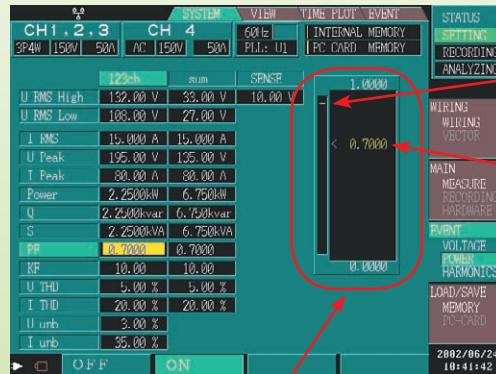 SYSTEM VIEW TIME PLOT EVENT
CH1,2,3 CH 4 60Hz INTERNAL MEMORY
3P4W 150V 50A AC 150V 50A PLL: U1 PC CARD MEMORY
123ch sum SENSE
U RMS High 132.00 V 33.00 V 10.00 V
U RMS Low 108.00 V 27.00 V
I RMS 15.000 A 15.000 A
U Peak 195.00 V 135.00 V
I Peak 80.00 A 80.00 A
Power 2.2500kW 6.750kW
Q 2.2500kvar 6.750kvar
S 2.2500kVA 6.750kVA
PF 0.7000 0.7000
KF 10.00 10.00
U THD 5.00 % 5.00 %
I THD 20.00 % 20.00 %
U unb 3.00 %
I unb 35.00 %
OFF ON
1.0000
< 0.7000
0.0000
STATUS
SETTING
RECORDING
ANALYZING
WIRING
WIRING
VECTOR
MAIN
MEASURE
RECORDING
HARDWARE
EVENT
VOLTAGE
POWER
HARMONICS
LOAD/SAVE
MEMORY
PC-CARD
2002/06/24
10:41:42